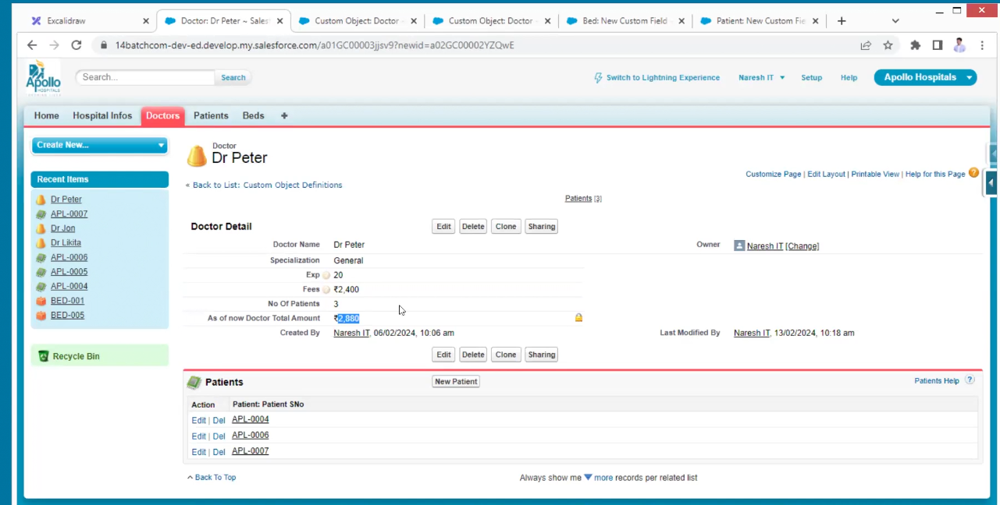 Excalidraw
Doctor: Dr Peter ~ Sales
Custom Object: Doctor
Custom Object: Doctor
Bed: New Custom Field
Patient: New Custom Fie
14batchcom-dev-ed.develop.my.salesforce.com/a01GC00003jjsv9?newid=a02GC00002YZQwE
Apollo
HOSPITALS
Search...
Search
Switch to Lightning Experience
Naresh IT
Setup
Help
Apollo Hospitals
Home Hospital Infos Doctors Patients Beds +
Create New...
Recent Items
Dr Peter
APL-0007
Dr Jon
Dr Likita
APL-0006
APL-0005
APL-0004
BED-001
BED-005
Recycle Bin
Doctor
Dr Peter
Customize Page | Edit Layout | Printable View | Help for this Page ?
« Back to List: Custom Object Definitions
Patients [3]
Doctor Detail Edit Delete Clone Sharing
Doctor Name Dr Peter Owner Naresh IT [Change]
Specialization General
Exp 20
Fees ₹2,400
No Of Patients 3
As of now Doctor Total Amount ₹2,880
Created By Naresh IT, 06/02/2024, 10:06 am Last Modified By Naresh IT, 13/02/2024, 10:18 am
Edit Delete Clone Sharing
Patients New Patient Patients Help ?
Action Patient: Patient SNo
Edit | Del APL-0004
Edit | Del APL-0006
Edit | Del APL-0007
Back To Top
Always show me more records per related list